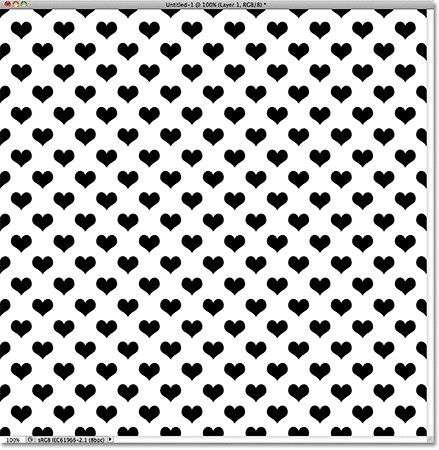 Untitled-1 @ 100% (Layer 1, RGB/8) *
100% sRGB IEC61966-2.1 (8bpc)